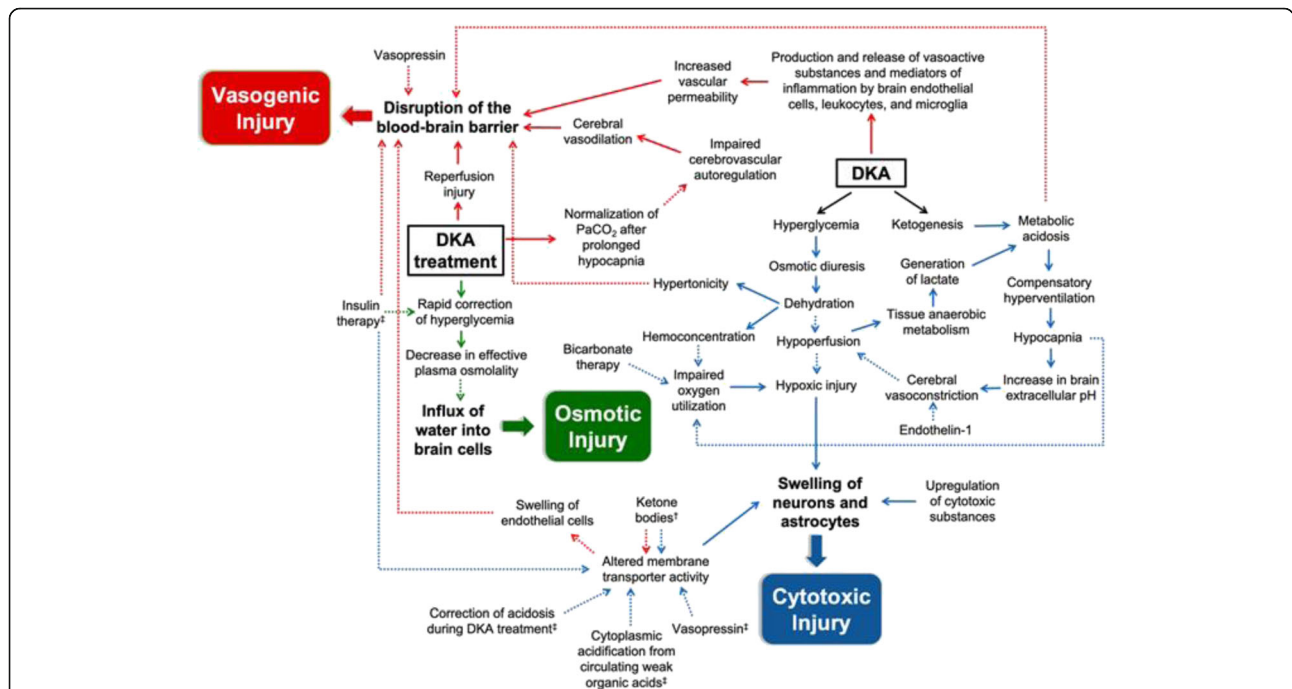 Vasopressin
Vasogenic
Injury
Disruption of the
blood-brain barrier
Increased
vascular
permeability
Production and release of vasoactive
substances and mediators of
inflammation by brain endothelial
cells, leukocytes, and microglia
Cerebral
vasodilation
Impaired
cerebrovascular
autoregulation
Reperfusion
injury
DKA
DKA
treatment
Normalization of
PaCO₂ after
prolonged
hypocapnia
Hyperglycemia
Ketogenesis
Metabolic
acidosis
Osmotic diuresis
Generation
of lactate
Hypertonicity
Dehydration
Compensatory
hyperventilation
Insulin
therapy‡
Rapid correction
of hyperglycemia
Tissue anaerobic
metabolism
Hemoconcentration
Hypoperfusion
Hypocapnia
Decrease in effective
plasma osmolality
Bicarbonate
therapy
Impaired
oxygen
utilization
Hypoxic injury
Cerebral
vasoconstriction
Increase in brain
extracellular pH
Influx of
water into
brain cells
Osmotic
Injury
Endothelin-1
Swelling of
neurons and
astrocytes
Upregulation
of cytotoxic
substances
Swelling of
endothelial cells
Ketone
bodies†
Altered membrane
transporter activity
Cytotoxic
Injury
Correction of acidosis
during DKA treatment‡
Cytoplasmic
acidification from
circulating weak
organic acids‡
Vasopressin‡